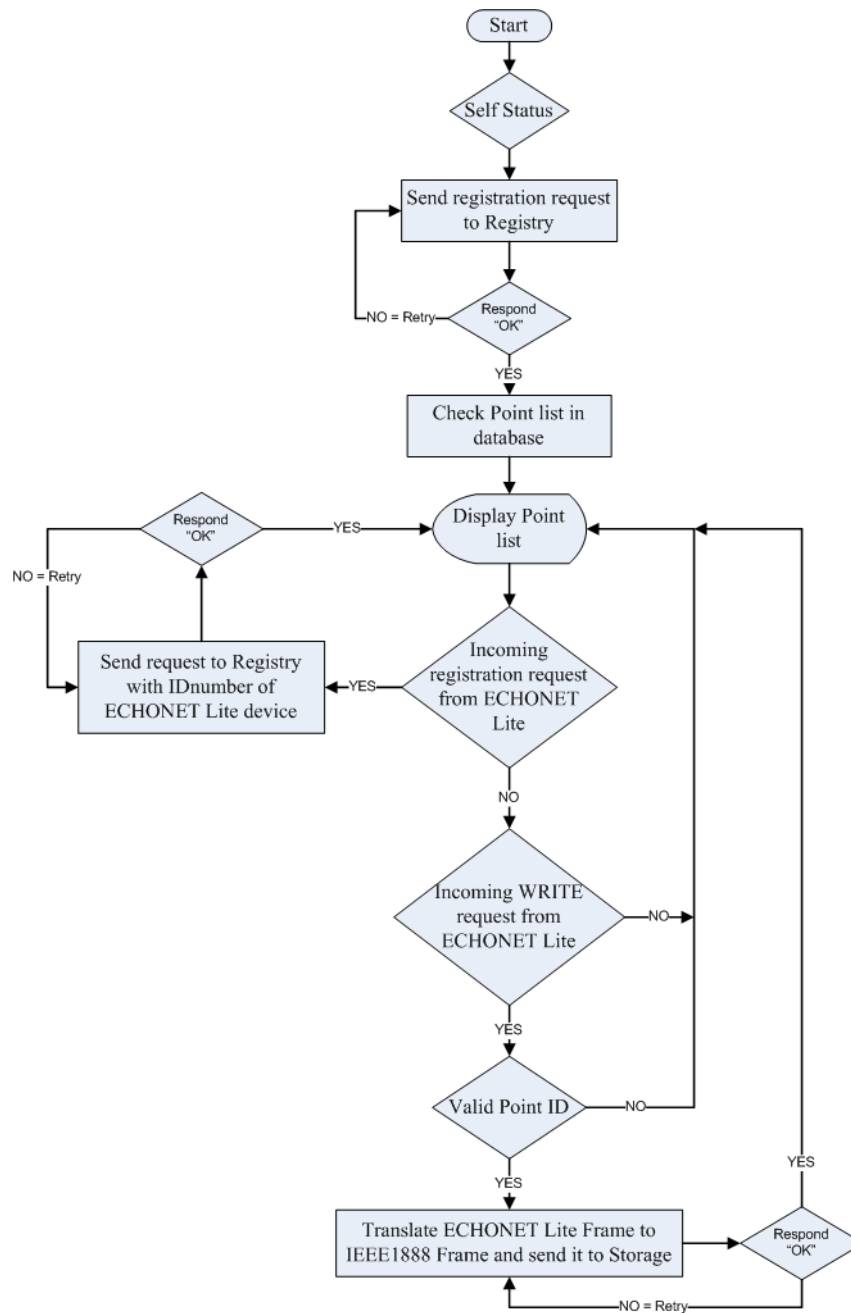 Start
Self Status
Send registration request
to Registry
Respond
"OK"
NO = Retry
YES
Check Point list in
database
Display Point
list
Respond
"OK"
YES
NO = Retry
Send request to Registry
with IDnumber of
ECHONET Lite device
YES
Incoming
registration request
from ECHONET
Lite
NO
Incoming WRITE
request from
ECHONET Lite
NO
YES
Valid Point ID
NO
YES
Translate ECHONET Lite Frame to
IEEE1888 Frame and send it to Storage
YES
Respond
"OK"
NO = Retry